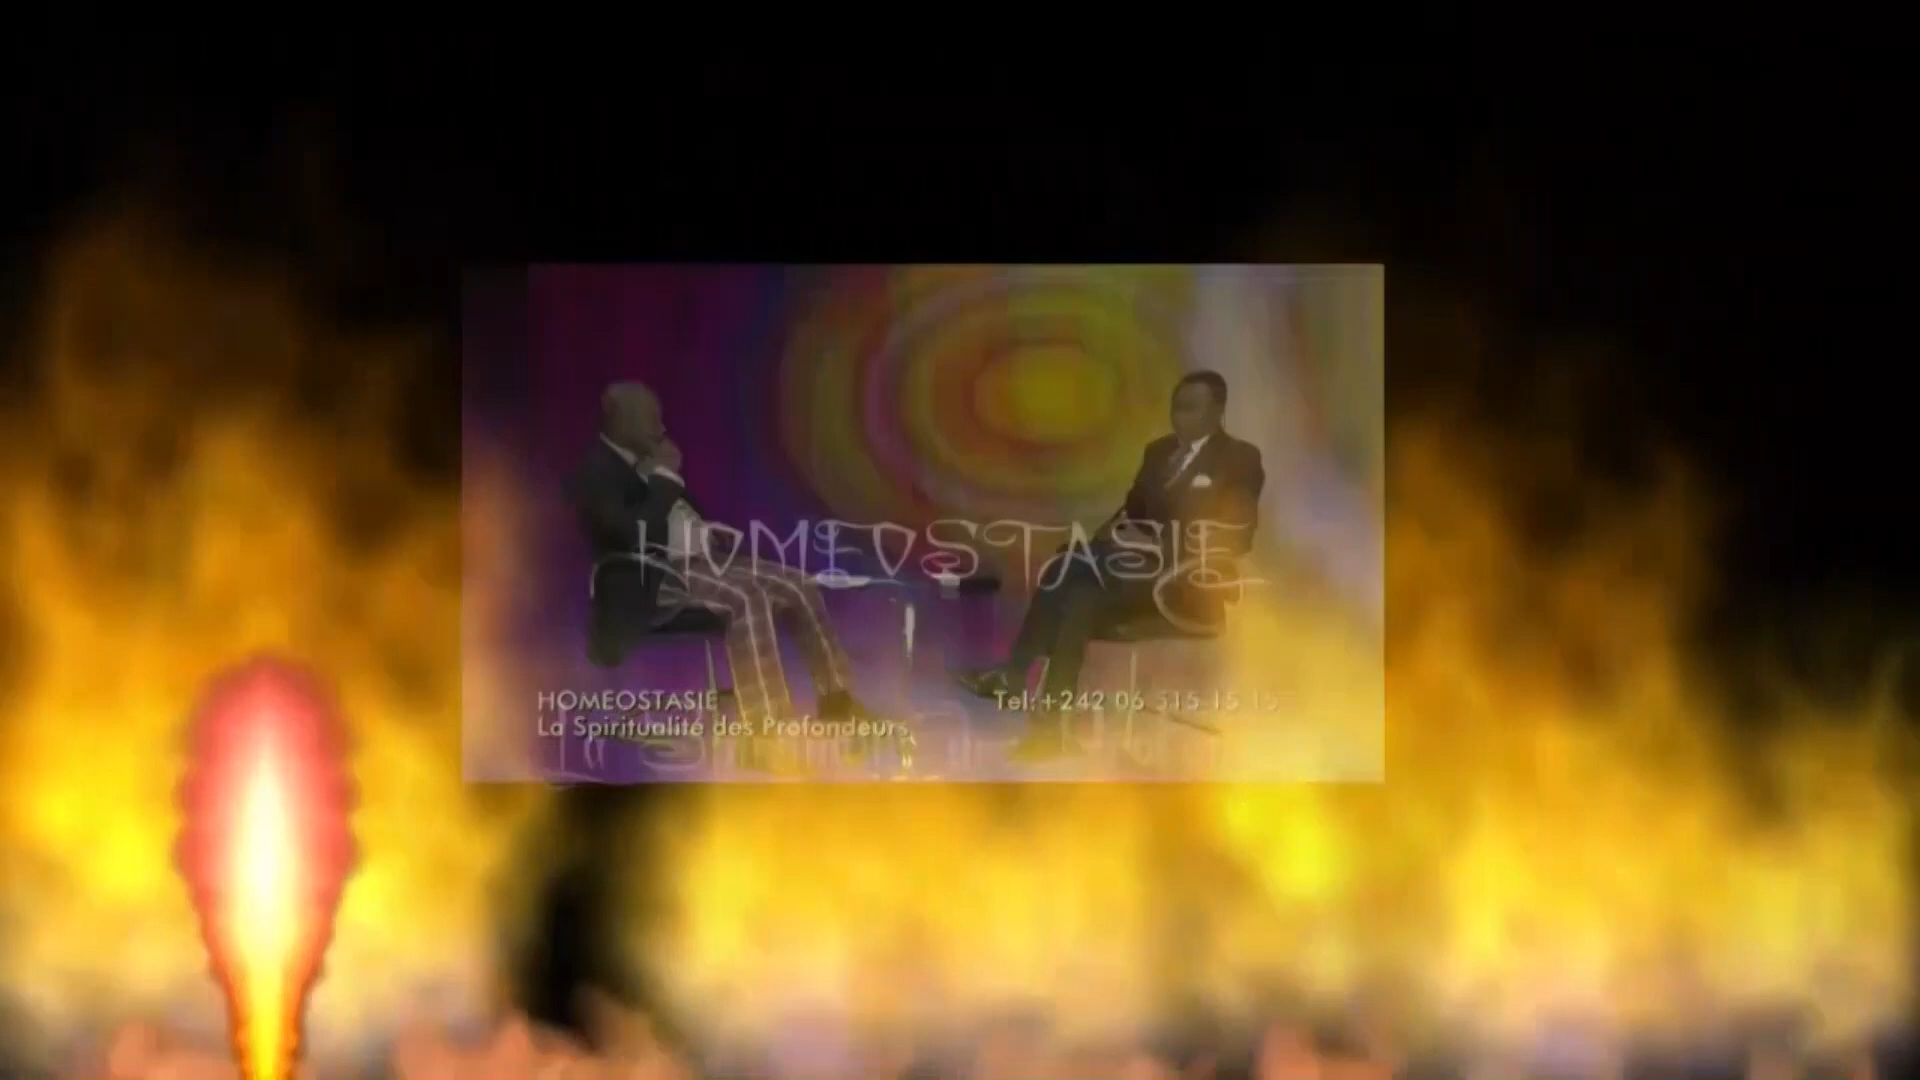 HOMEOSTASIE
HOMEOSTASIE
Tel:+242 06 515 15 15
La Spiritualité des Profondeurs